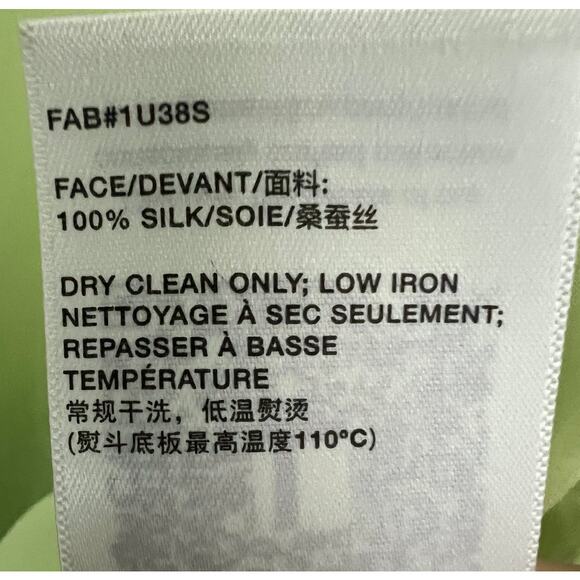 FAB#1U38S
FACE/DEVANT/面料:
100% SILK/SOIE/桑蚕丝
DRY CLEAN ONLY; LOW IRON
NETTOYAGE À SEC SEULEMENT;
REPASSER À BASSE
TEMPÉRATURE
常规干洗，低温熨烫
(熨斗底板最高温度110ºC)